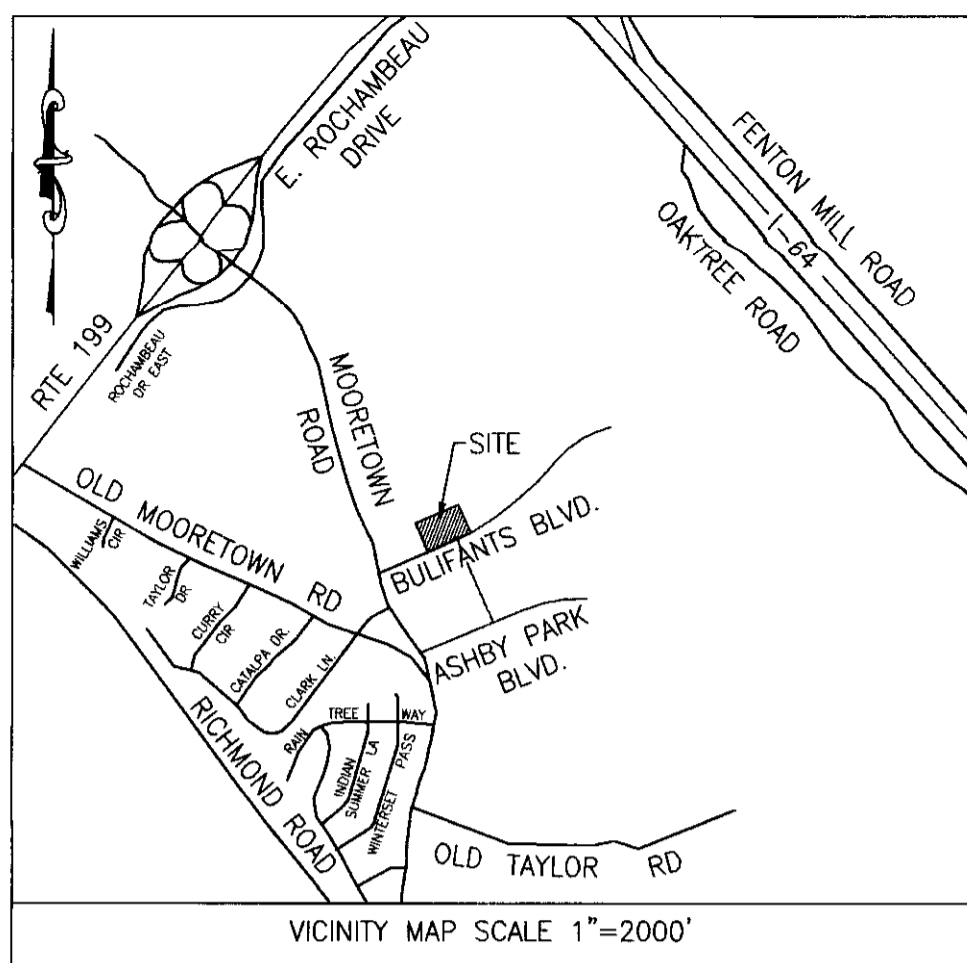 E. ROCHAMBEAU
DRIVE
FENTON MILL ROAD
I-64
OAKTREE ROAD
RTE 199
ROCHAMBEAU
DR EAST
MOORETOWN
ROAD
SITE
OLD MOORETOWN RD
BULIFANTS BLVD.
WILLIAMS
CIR
TAYLOR
DR
CURRY
CIR
CATALPA DR.
CLARK LN.
ASHBY PARK
BLVD.
RICHMOND ROAD
RAIN TREE WAY
INDIAN
SUMMER LA
WINTERSET PASS
OLD TAYLOR RD
VICINITY MAP SCALE 1"=2000'